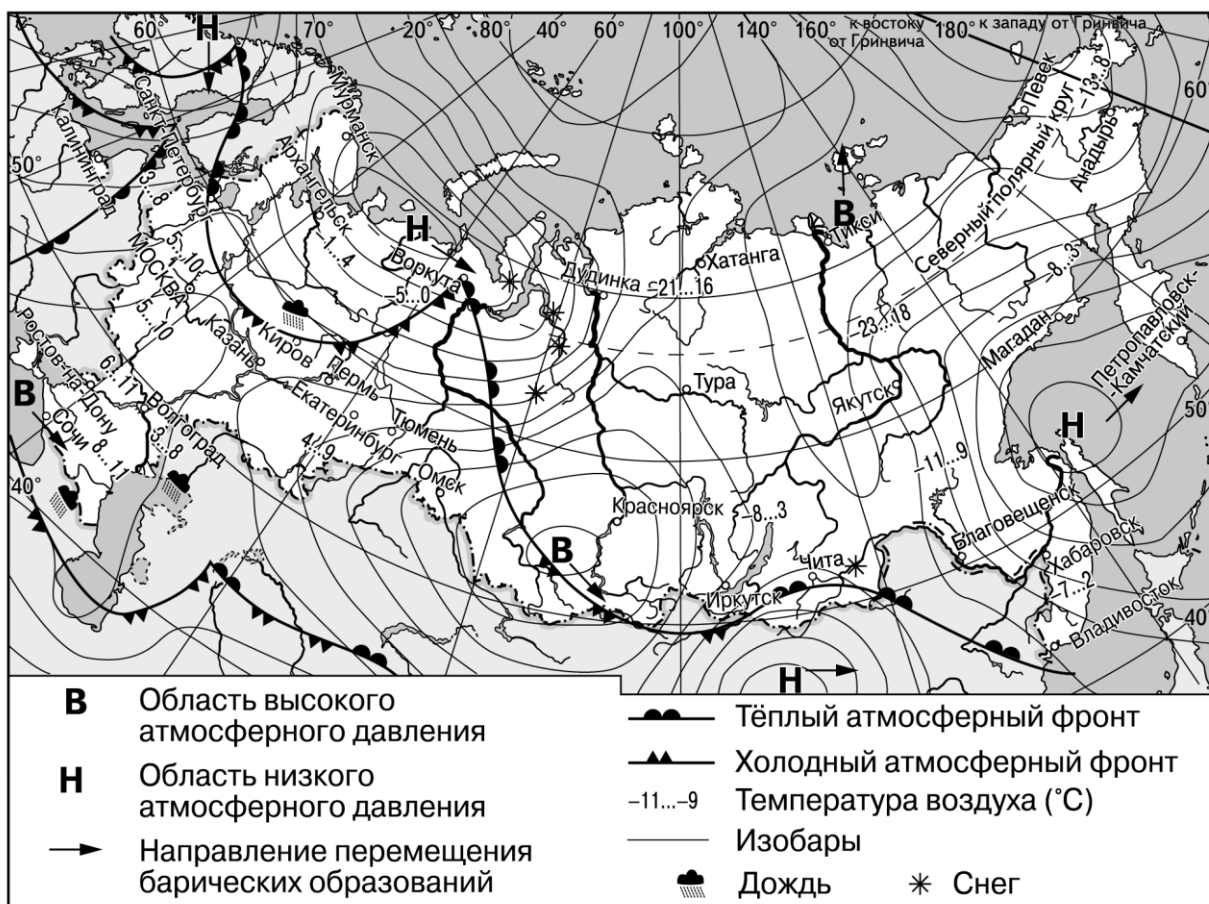 Н
60°
70°
80°
40°
100°
140°
160°
к востоку
от Гринвича
180°
к западу от Гринвича
60°
50°
40°
50°
40°
Калининград
Санкт-Петербург
3...8
Мурманск
Архангельск
-1...4
Н
Воркута
-5...0
МОСКВА
5...10
5...10
Казань
Киров
Пермь
Екатеринбург
Тюмень
Омск
4...9
Ростов-на-Дону
6...11
Волгоград
3...8
В
Сочи
8...11
Дудинка
-21...16
Хатанга
Тура
Красноярск
В
Иркутск
-8...3
Чита
В
Тикси
-23...18
Якутск
-11...9
Северный полярный круг
Певек
-13...8
Анадырь
-8...3
Магадан
Петропавловск-
-Камчатский
Н
Благовещенск
Хабаровск
-7...2
Владивосток
Н
В Область высокого
атмосферного давления
Н Область низкого
атмосферного давления
Направление перемещения
барических образований
Тёплый атмосферный фронт
Холодный атмосферный фронт
-11...-9 Температура воздуха (°С)
Изобары
Дождь
Снег